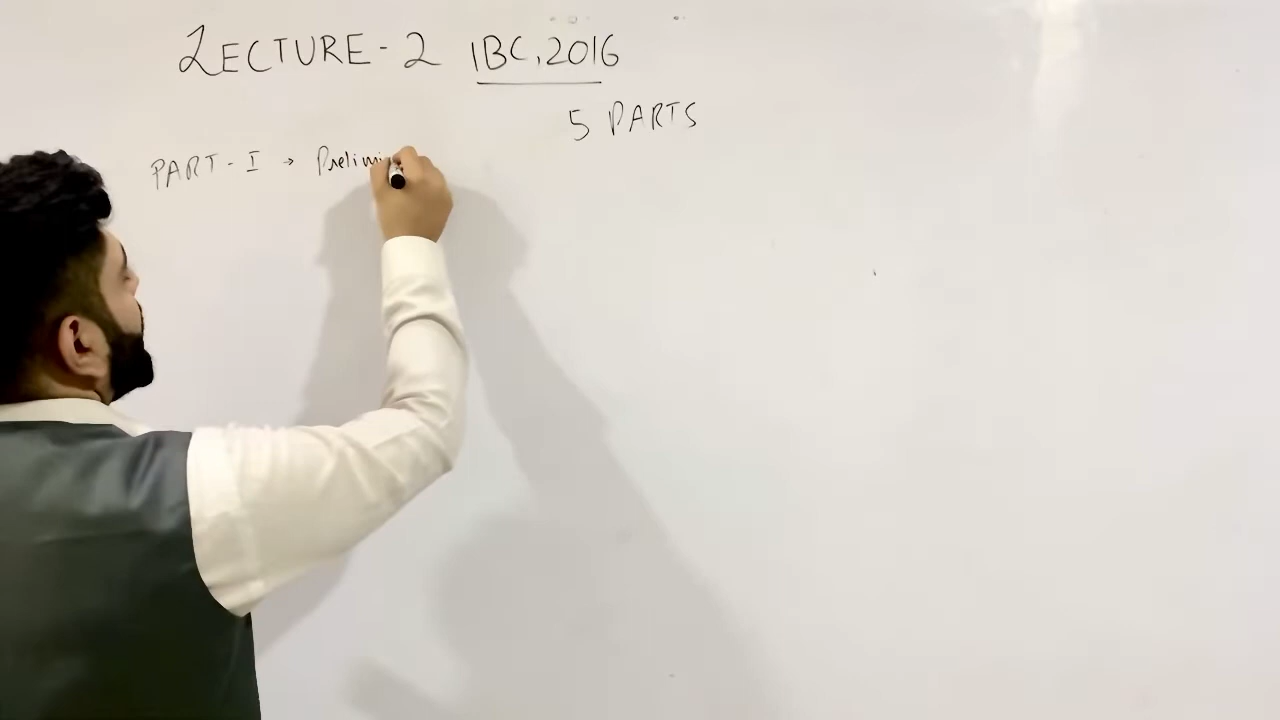 LECTURE-2 IBC, 2016
5 PARTS
PART-I → Prelimi